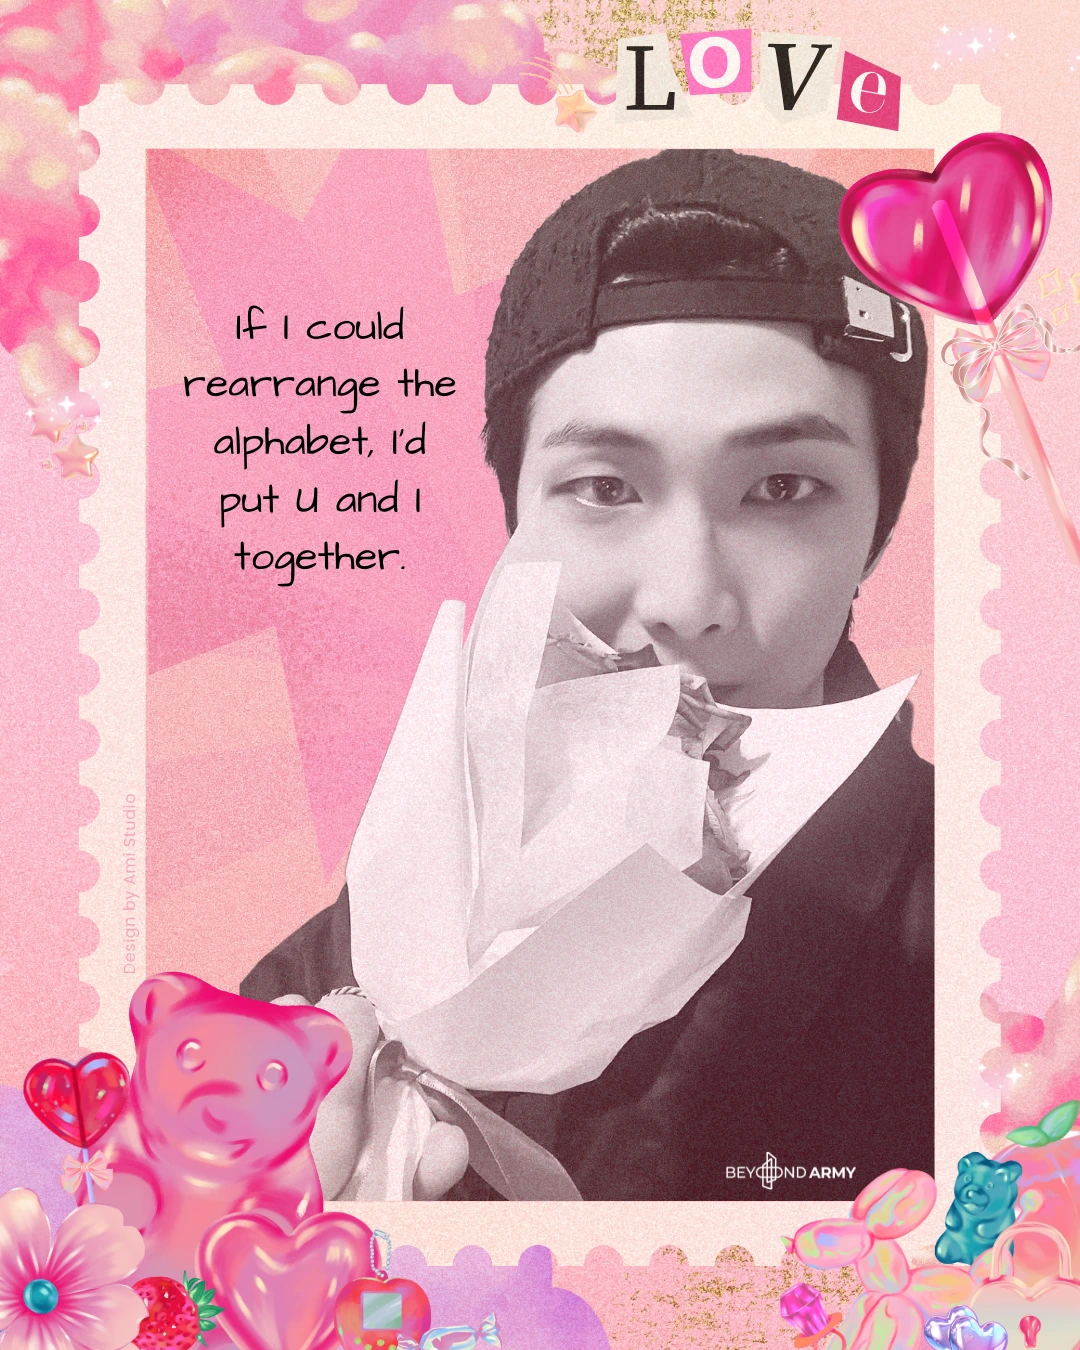 LOVe
If I could
rearrange the
alphabet, I'd
put U and I
together.
Design by Ami Studio
BEYOND ARMY